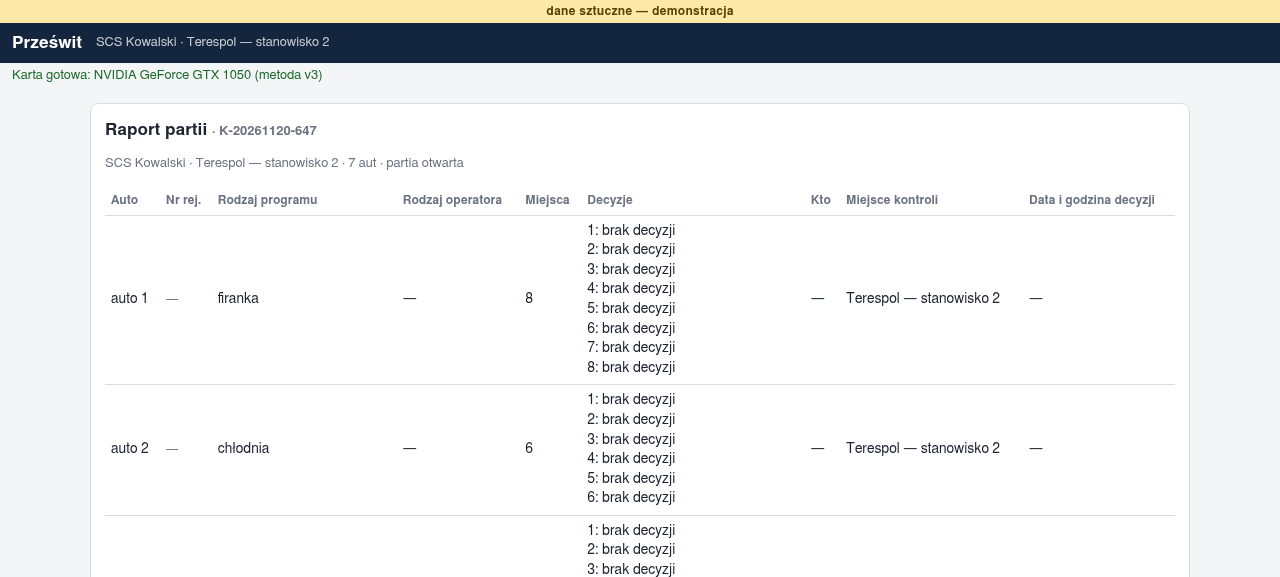 dane sztuczne — demonstracja
Prześwit SCS Kowalski · Terespol — stanowisko 2
Karta gotowa: NVIDIA GeForce GTX 1050 (metoda v3)
Raport partii · K-20261120-647
SCS Kowalski · Terespol — stanowisko 2 · 7 aut · partia otwarta
Auto Nr rej. Rodzaj programu Rodzaj operatora Miejsca Decyzje Kto Miejsce kontroli Data i godzina decyzji
1: brak decyzji
2: brak decyzji
3: brak decyzji
4: brak decyzji
auto 1 — firanka — 8 — Terespol — stanowisko 2 —
5: brak decyzji
6: brak decyzji
7: brak decyzji
8: brak decyzji
1: brak decyzji
2: brak decyzji
3: brak decyzji
auto 2 — chłodnia — 6 — Terespol — stanowisko 2 —
4: brak decyzji
5: brak decyzji
6: brak decyzji
1: brak decyzji
2: brak decyzji
3: brak decyzji